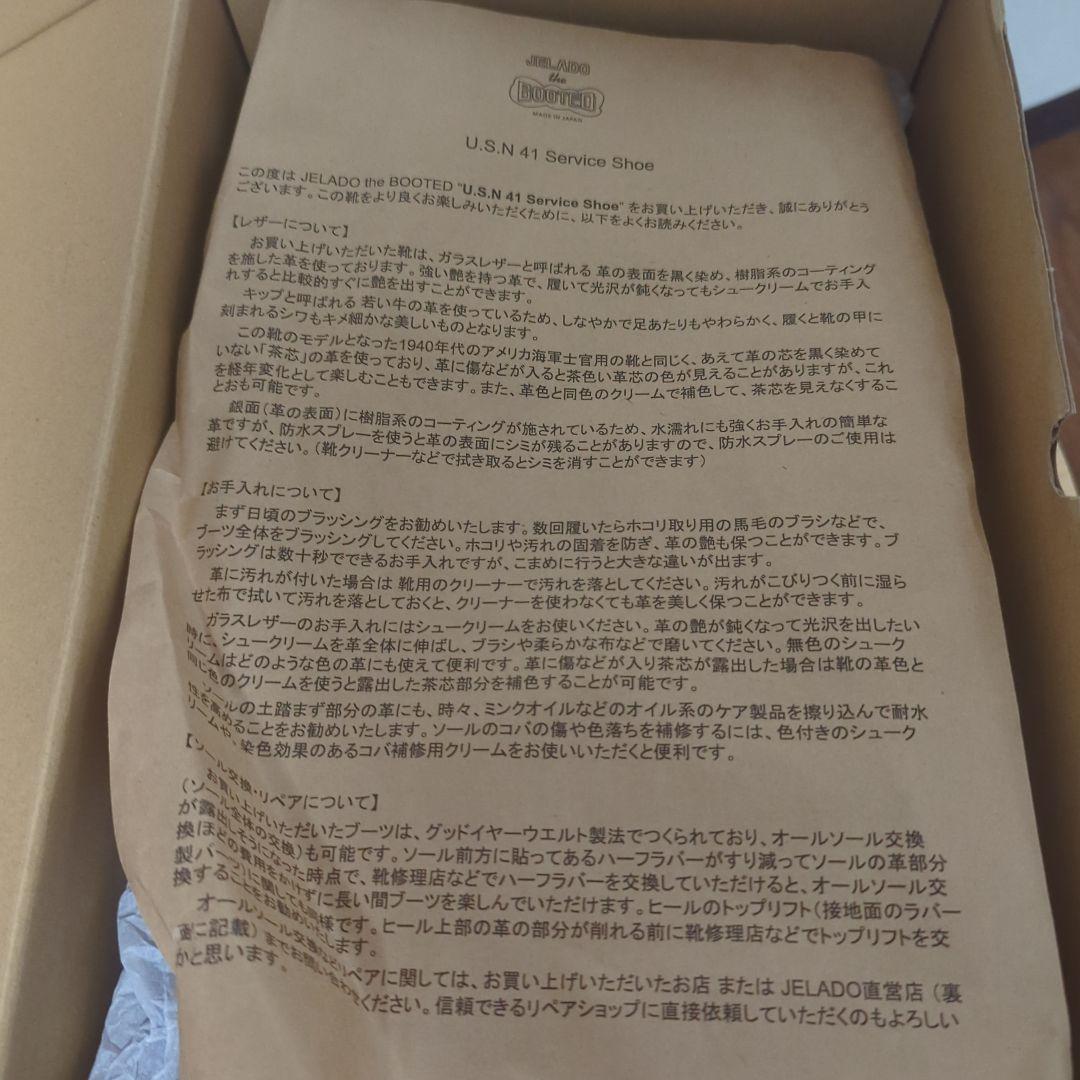 JELADO
the
BOOTED
MADE IN JAPAN
U.S.N 41 Service Shoe
この度は JELADO the BOOTED "U.S.N 41 Service Shoe" をお買い上げいただき、誠にありがとう
ございます。この靴をより良くお楽しみいただくために、以下をよくお読みください。
【レザーについて】
お買い上げいただいた靴は、ガラスレザーと呼ばれる 革の表面を黒く染め、樹脂系のコーティング
を施した革を使っております。強い艶を持つ革で、履いて光沢が鈍くなってもシュークリームでお手入
れすると比較的すぐに艶を出すことができます。
キップと呼ばれる 若い牛の革を使っているため、しなやかで足あたりもやわらかく、履くと靴の甲に
刻まれるシワもキメ細かな美しいものとなります。
この靴のモデルとなった1940年代のアメリカ海軍士官用の靴と同じく、あえて革の芯を黒く染めて
いない「茶芯」の革を使っており、革に傷などが入ると茶色い革芯の色が見えることがありますが、これ
を経年変化として楽しむこともできます。また、革色と同色のクリームで補色して、茶芯を見えなくするこ
とおも可能です。
銀面（革の表面）に樹脂系のコーティングが施されているため、水濡れにも強くお手入れの簡単な
革ですが、防水スプレーを使うと革の表面にシミが残ることがありますので、防水スプレーのご使用は
避けてください。（靴クリーナーなどで拭き取るとシミを消すことができます）
【お手入れについて】
まず日頃のブラッシングをお勧めいたします。数回履いたらホコリ取り用の馬毛のブラシなどで、
ブーツ全体をブラッシングしてください。ホコリや汚れの固着を防ぎ、革の艶も保つことができます。ブ
ラッシングは数十秒でできるお手入れですが、こまめに行うと大きな違いが出ます。
革に汚れが付いた場合は 靴用のクリーナーで汚れを落としてください。汚れがこびりつく前に湿ら
せた布で拭いて汚れを落としておくと、クリーナーを使わなくても革を美しく保つことができます。
ガラスレザーのお手入れにはシュークリームをお使いください。革の艶が鈍くなって光沢を出したい
時に、シュークリームを革全体に伸ばし、ブラシや柔らかな布などで磨いてください。無色のシューク
リームはどのような色の革にも使えて便利です。革に傷などが入り茶芯が露出した場合は靴の革色と
同じ色のクリームを使うと露出した茶芯部分を補色することが可能です。
ソールの土踏まず部分の革にも、時々、ミンクオイルなどのオイル系のケア製品を擦り込んで耐水
性を高めることをお勧めいたします。ソールのコバの傷や色落ちを補修するには、色付きのシューク
リームや、染色効果のあるコバ補修用クリームをお使いいただくと便利です。
【ソール交換・リペアについて】
お買い上げいただいたブーツは、グッドイヤーウエルト製法でつくられており、オールソール交換
（ソール全体の交換）も可能です。ソール前方に貼ってあるハーフラバーがすり減ってソールの革部分
が露出しそうになった時点で、靴修理店などでハーフラバーを交換していただけると、オールソール交
換ほどの費用をかけずに長い間ブーツを楽しんでいただけます。ヒールのトップリフト（接地面のラバー
製パーツ）に関しても同様です。ヒール上部の革の部分が削れる前に靴修理店などでトップリフトを交
換することをお勧めいたします。
オールソール交換などリペアに関しては、お買い上げいただいたお店 または JELADO直営店（裏
面に記載）までお問い合わせください。信頼できるリペアショップに直接依頼していただくのもよろしい
かと思います。